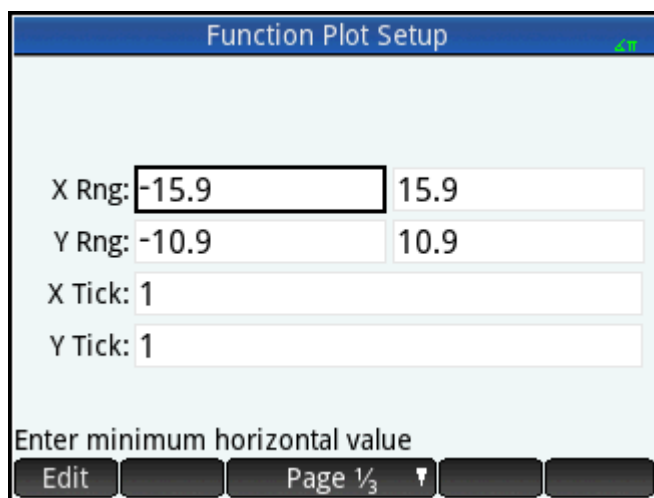 Function Plot Setup
∡π
X Rng: -15.9 15.9
Y Rng: -10.9 10.9
X Tick: 1
Y Tick: 1
Enter minimum horizontal value
Edit Page ⅓